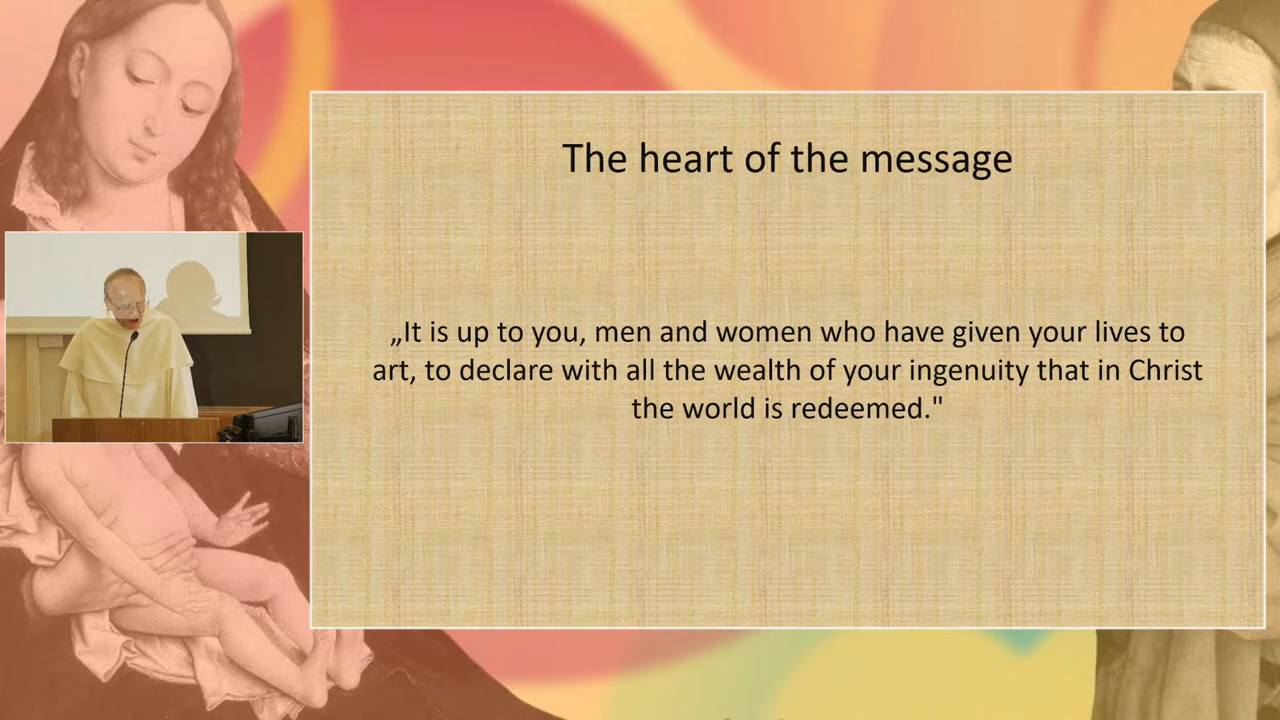 The heart of the message
„It is up to you, men and women who have given your lives to
art, to declare with all the wealth of your ingenuity that in Christ
the world is redeemed."